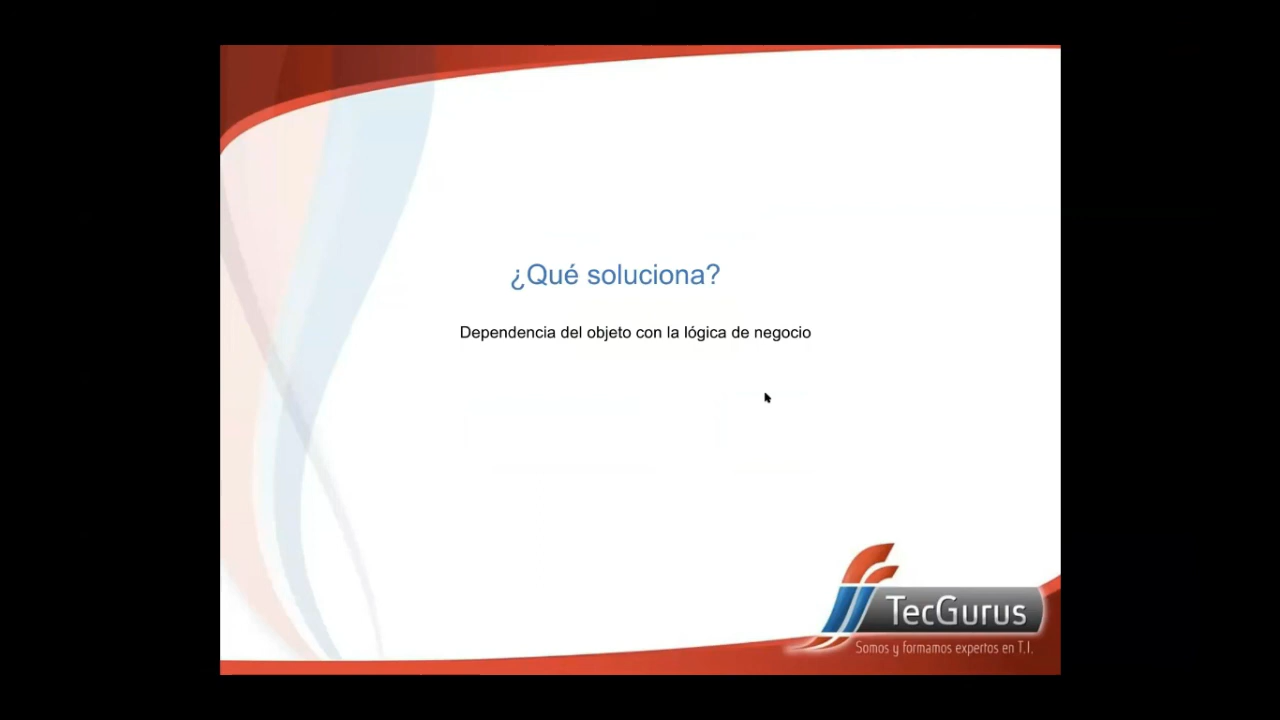 ¿Qué soluciona?
Dependencia del objeto con la lógica de negocio
TecGurus
Somos y formamos expertos en T.I.